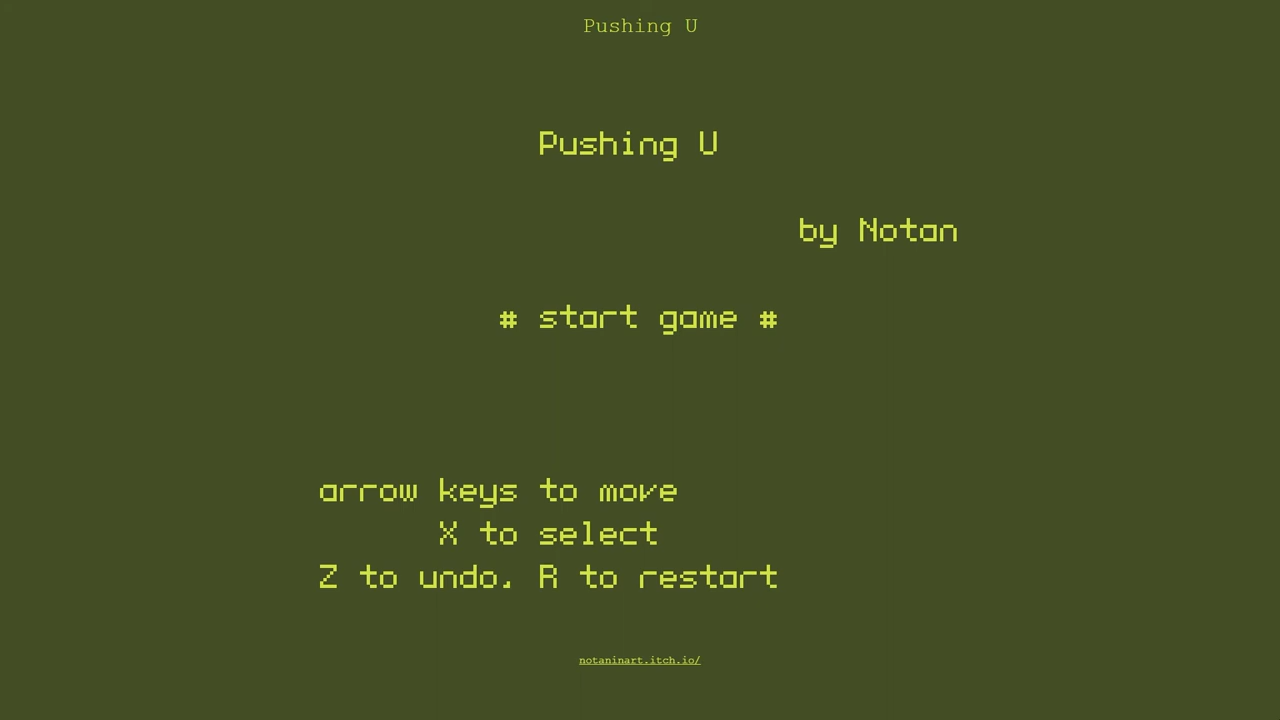 Pushing U
Pushing U
by Notan
# start game #
arrow keys to move
X to select
Z to undo, R to restart
notaninart.itch.io/